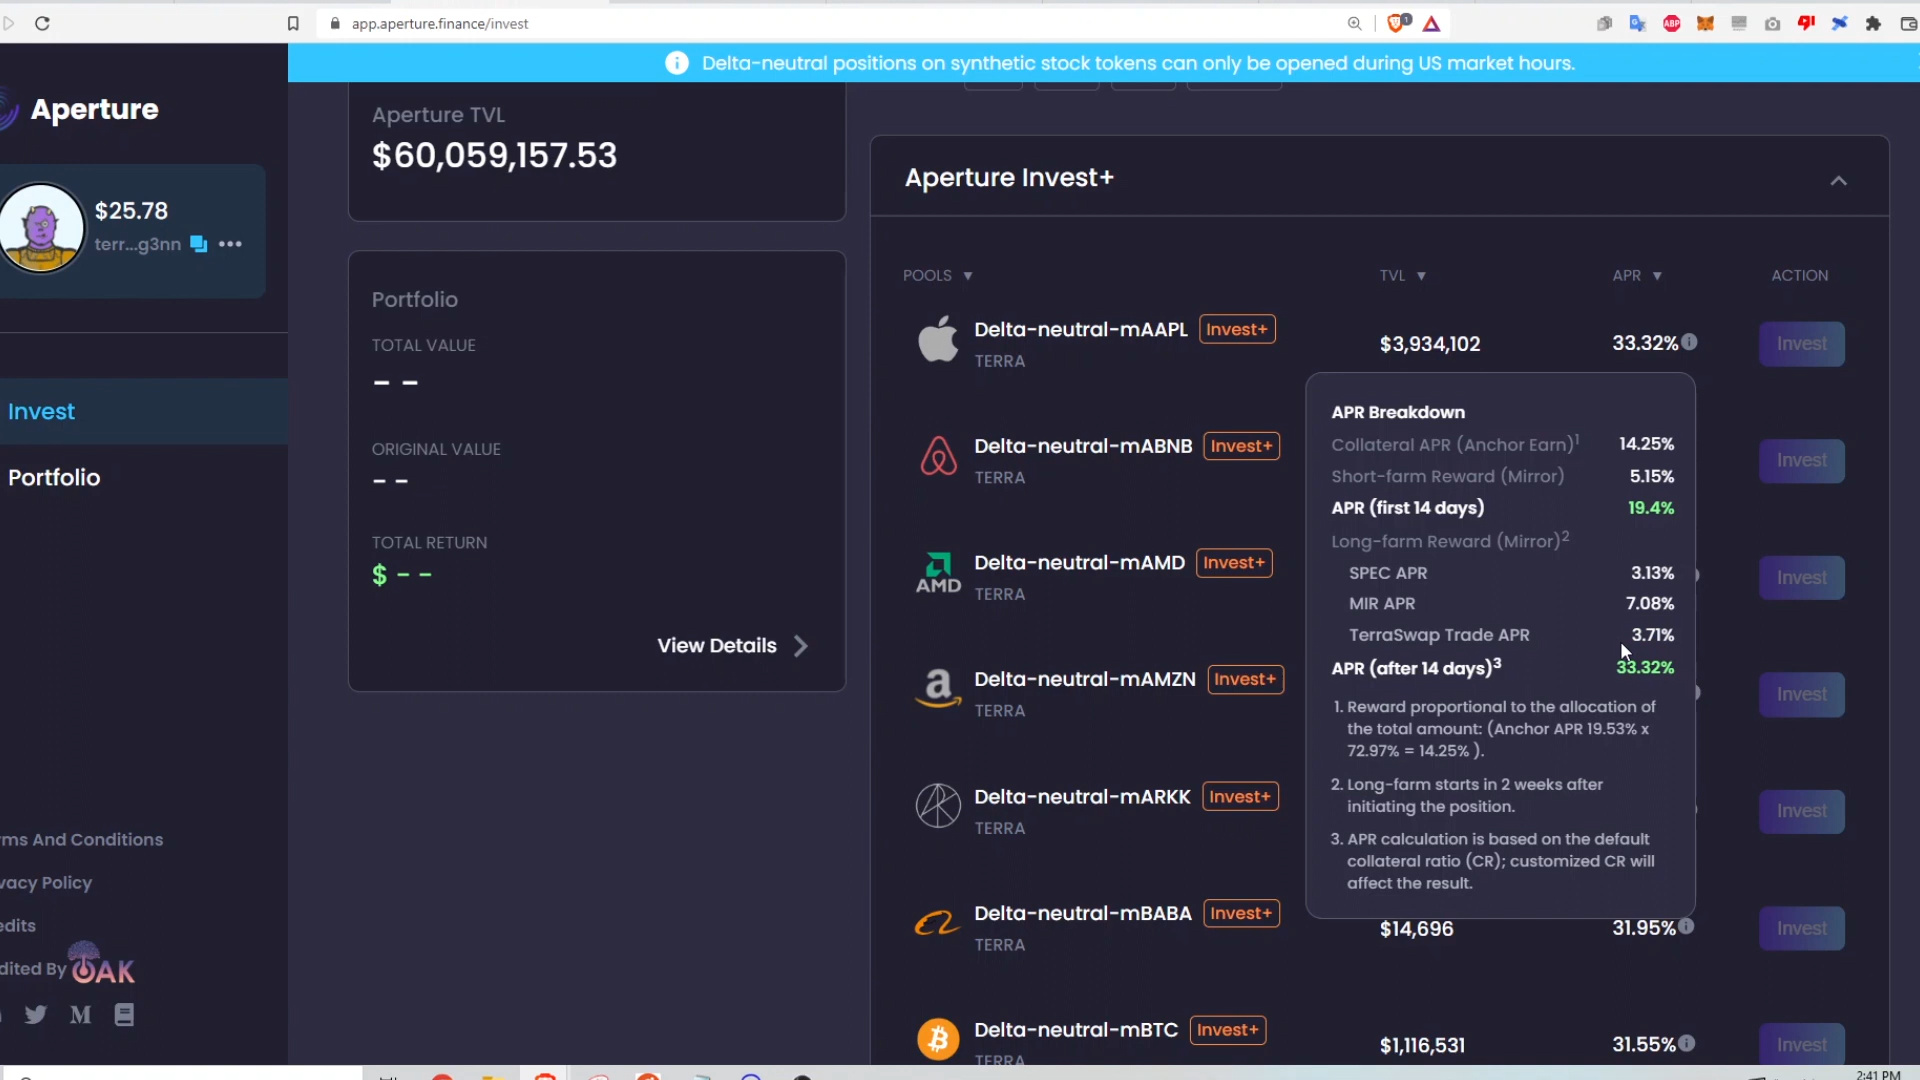 app.aperture.finance/invest
1
ABP
Delta-neutral positions on synthetic stock tokens can only be opened during US market hours.
Aperture
$25.78
terr...g3nn
Invest
Portfolio
rms And Conditions
vacy Policy
edits
dited By OAK
M
Aperture TVL
$60,059,157.53
Portfolio
TOTAL VALUE
– –
ORIGINAL VALUE
– –
TOTAL RETURN
$ – –
View Details
Aperture Invest+
POOLS ▼ TVL ▼ APR ▼ ACTION
Delta-neutral-mAAPL Invest+ $3,934,102 33.32% Invest
TERRA
Delta-neutral-mABNB Invest+ Invest
TERRA
AMD Delta-neutral-mAMD Invest+ Invest
TERRA
Delta-neutral-mAMZN Invest+ Invest
TERRA
Delta-neutral-mARKK Invest+ Invest
TERRA
Delta-neutral-mBABA Invest+ $14,696 31.95% Invest
TERRA
Delta-neutral-mBTC Invest+ $1,116,531 31.55% Invest
TERRA
APR Breakdown
Collateral APR (Anchor Earn)1 14.25%
Short-farm Reward (Mirror) 5.15%
APR (first 14 days) 19.4%
Long-farm Reward (Mirror)2
SPEC APR 3.13%
MIR APR 7.08%
TerraSwap Trade APR 3.71%
APR (after 14 days)3 33.32%
1. Reward proportional to the allocation of
the total amount: (Anchor APR 19.53% x
72.97% = 14.25% ).
2. Long-farm starts in 2 weeks after
initiating the position.
3. APR calculation is based on the default
collateral ratio (CR); customized CR will
affect the result.
2:41 PM